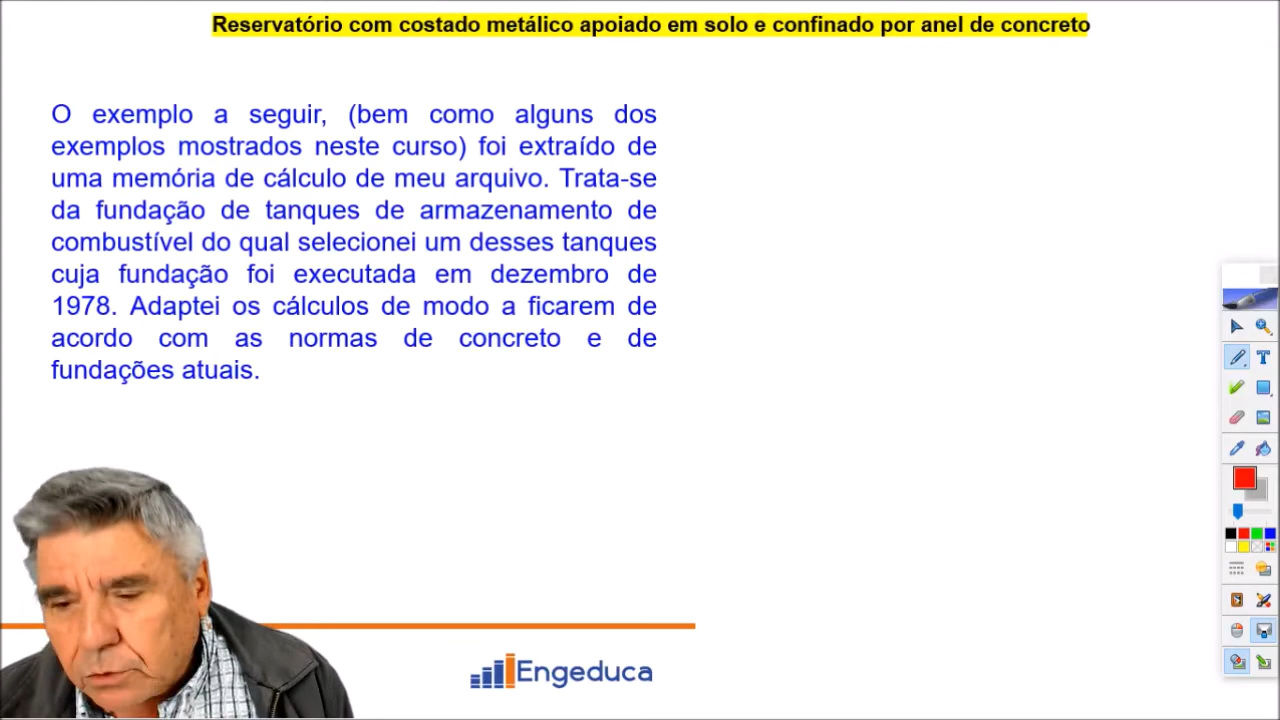 Reservatório com costado metálico apoiado em solo e confinado por anel de concreto
O exemplo a seguir, (bem como alguns dos
exemplos mostrados neste curso) foi extraído de
uma memória de cálculo de meu arquivo. Trata-se
da fundação de tanques de armazenamento de
combustível do qual selecionei um desses tanques
cuja fundação foi executada em dezembro de
1978. Adaptei os cálculos de modo a ficarem de
acordo com as normas de concreto e de
fundações atuais.
T
Engeduca